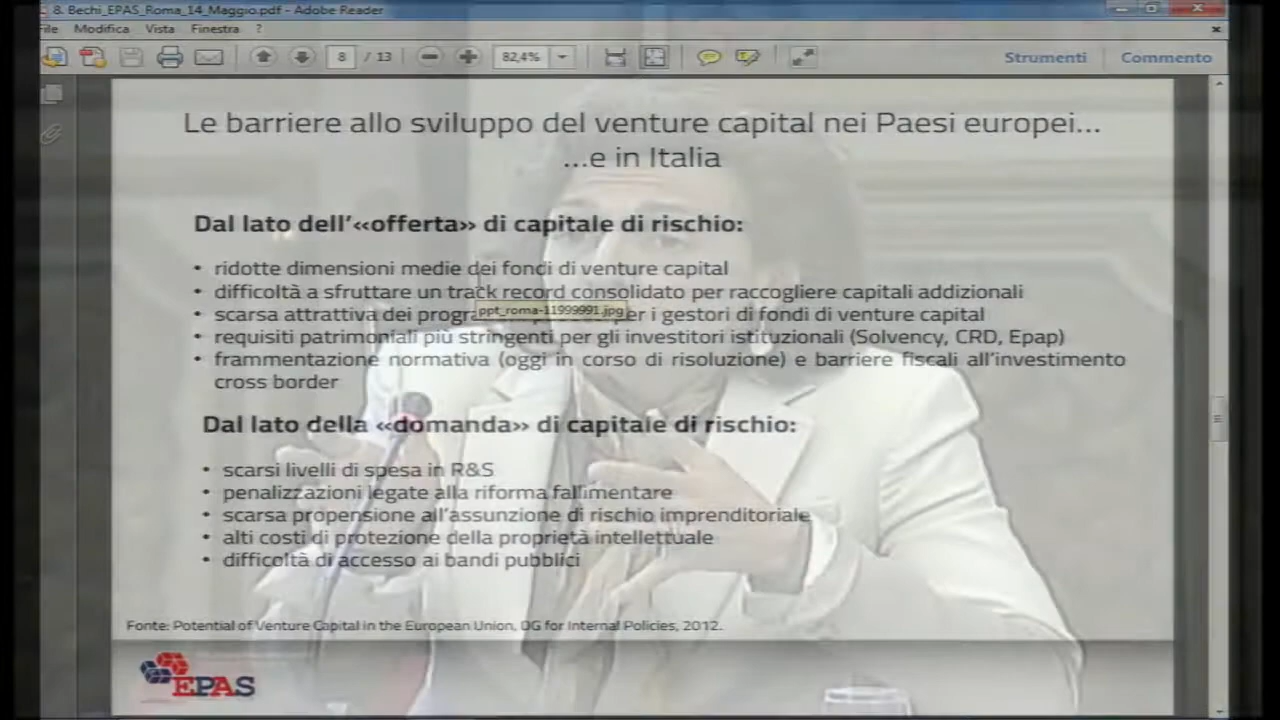 8. Bechi_EPAS_Roma_14_Maggio.pdf - Adobe Reader
File Modifica Vista Finestra ?
8 / 13 82,4% Strumenti Commento
Le barriere allo sviluppo del venture capital nei Paesi europei...
...e in Italia
Dal lato dell'«offerta» di capitale di rischio:
• ridotte dimensioni medie dei fondi di venture capital
• difficoltà a sfruttare un track record consolidato per raccogliere capitali addizionali
• scarsa attrattiva dei per i gestori di fondi di venture capital
ppt_roma-11999991.jpg
• requisiti patrimoniali più stringenti per gli investitori istituzionali (Solvency, CRD, Epap)
• frammentazione normativa (oggi in corso di risoluzione) e barriere fiscali all'investimento
cross border
Dal lato della «domanda» di capitale di rischio:
• scarsi livelli di spesa in R&S
• penalizzazioni legate alla riforma fallimentare
• scarsa propensione all'assunzione di rischio imprenditoriale
• alti costi di protezione della proprietà intellettuale
• difficoltà di accesso ai bandi pubblici
Fonte: Potential of Venture Capital in the European Union, DG for Internal Policies, 2012.
EPAS